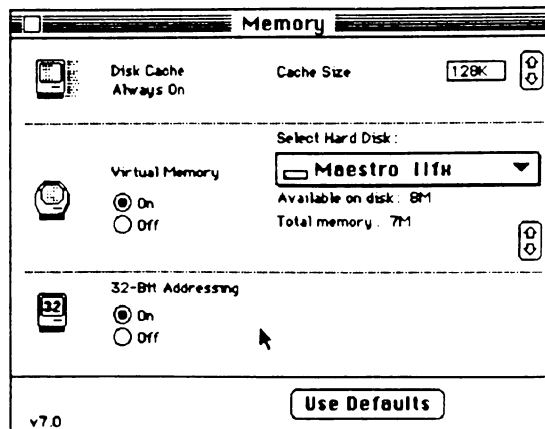 Memory
Disk Cache
Always On
Cache Size
128K
Select Hard Disk :
Virtual Memory
Maestro IIfx
On
Off
Available on disk : 8M
Total memory : 7M
32-Bit Addressing
32
On
Off
Use Defaults
v7.0